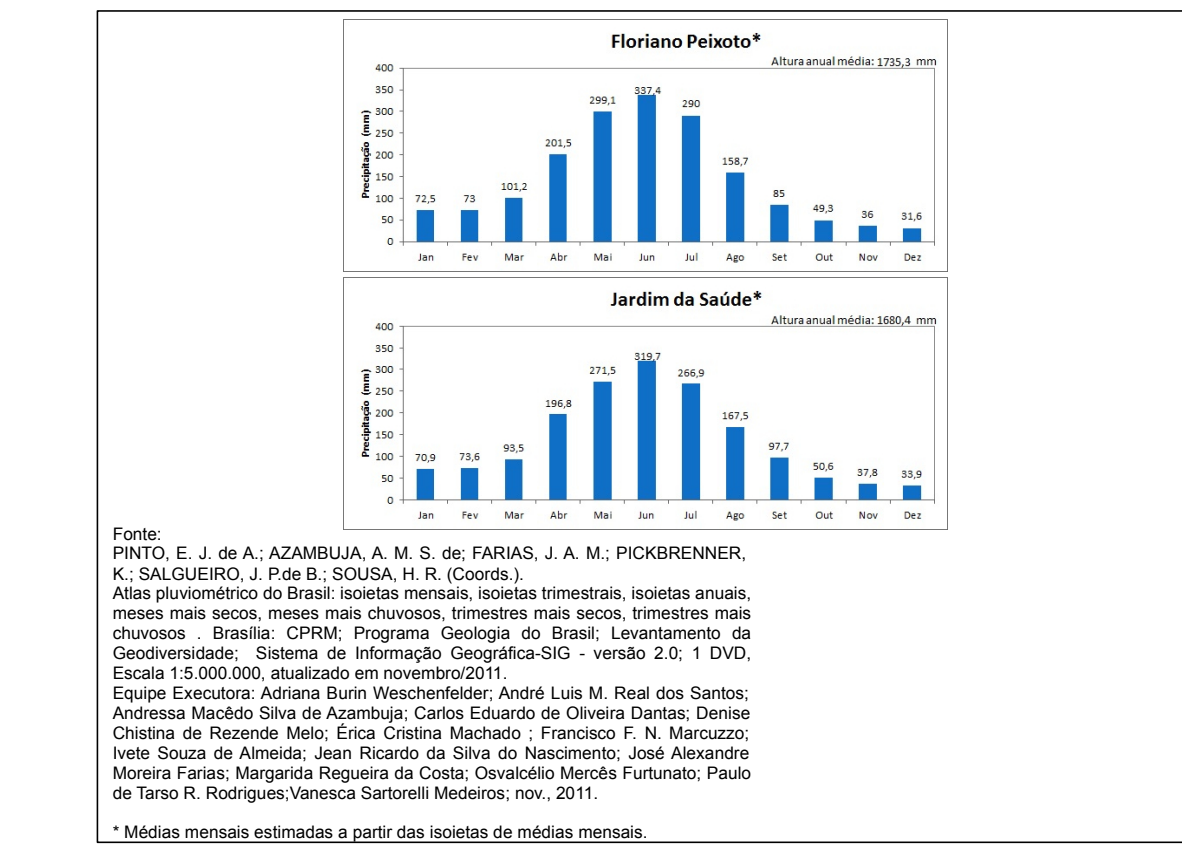 Floriano Peixoto*
Altura anual média: 1735,3 mm
Precipitação (mm)
400
350
300
250
200
150
100
50
0
72,5
73
101,2
201,5
299,1
337,4
290
158,7
85
49,3
36
31,6
Jan Fev Mar Abr Mai Jun Jul Ago Set Out Nov Dez
Jardim da Saúde*
Altura anual média: 1680,4 mm
Precipitação (mm)
400
350
300
250
200
150
100
50
0
70,9
73,6
93,5
196,8
271,5
319,7
266,9
167,5
97,7
50,6
37,8
33,9
Jan Fev Mar Abr Mai Jun Jul Ago Set Out Nov Dez
Fonte:
PINTO, E. J. de A.; AZAMBUJA, A. M. S. de; FARIAS, J. A. M.; PICKBRENNER,
K.; SALGUEIRO, J. P.de B.; SOUSA, H. R. (Coords.).
Atlas pluviométrico do Brasil: isoietas mensais, isoietas trimestrais, isoietas anuais,
meses mais secos, meses mais chuvosos, trimestres mais secos, trimestres mais
chuvosos . Brasília: CPRM; Programa Geologia do Brasil; Levantamento da
Geodiversidade; Sistema de Informação Geográfica-SIG - versão 2.0; 1 DVD,
Escala 1:5.000.000, atualizado em novembro/2011.
Equipe Executora: Adriana Burin Weschenfelder; André Luis M. Real dos Santos;
Andressa Macêdo Silva de Azambuja; Carlos Eduardo de Oliveira Dantas; Denise
Chistina de Rezende Melo; Érica Cristina Machado ; Francisco F. N. Marcuzzo;
Ivete Souza de Almeida; Jean Ricardo da Silva do Nascimento; José Alexandre
Moreira Farias; Margarida Regueira da Costa; Osvalcélio Mercês Furtunato; Paulo
de Tarso R. Rodrigues;Vanesca Sartorelli Medeiros; nov., 2011.
* Médias mensais estimadas a partir das isoietas de médias mensais.